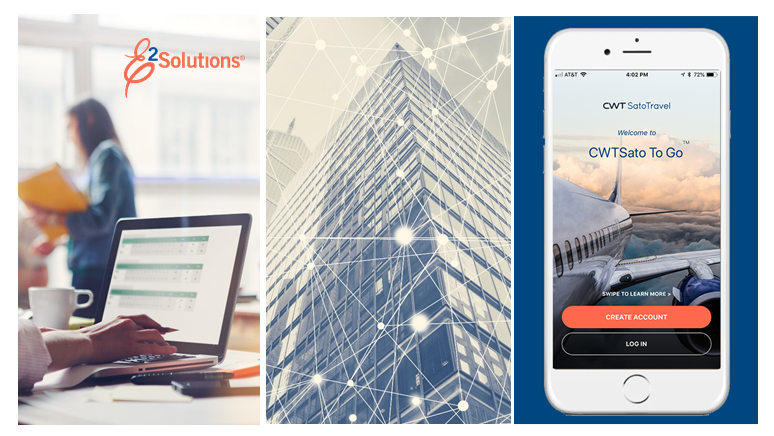 E2Solutions®
AT&T 4:02 PM 72%
CWT SatoTravel
Welcome to
CWTSato To Go™
SWIPE TO LEARN MORE >
CREATE ACCOUNT
LOG IN